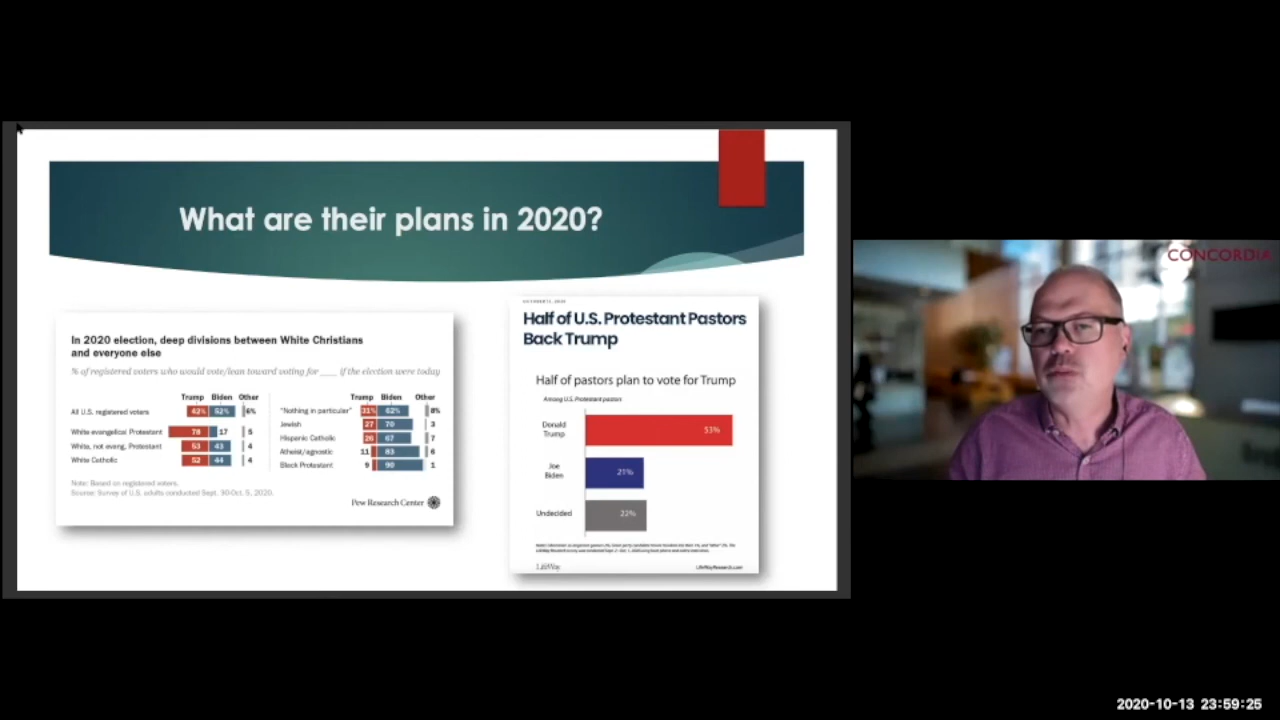 What are their plans in 2020?
In 2020 election, deep divisions between White Christians
and everyone else
% of registered voters who would vote/lean toward voting for ___ if the election were today
Trump Biden Other
All U.S. registered voters 42% 52% 6%
White evangelical Protestant 78 17 5
White, not evang, Protestant 53 43 4
White Catholic 52 44 4
Trump Biden Other
"Nothing in particular" 31% 62% 8%
Jewish 27 70 3
Hispanic Catholic 26 67 7
Atheist/agnostic 11 83 6
Black Protestant 9 90 1
Note: Based on registered voters.
Source: Survey of U.S. adults conducted Sept. 30-Oct. 5, 2020.
Pew Research Center
Half of U.S. Protestant Pastors
Back Trump
Half of pastors plan to vote for Trump
Among U.S. Protestant pastors
Donald
Trump
53%
Joe
Biden
21%
Undecided
22%
LifeWay
LifeWayResearch.com
CONCORDIA
2020-10-13 23:59:25